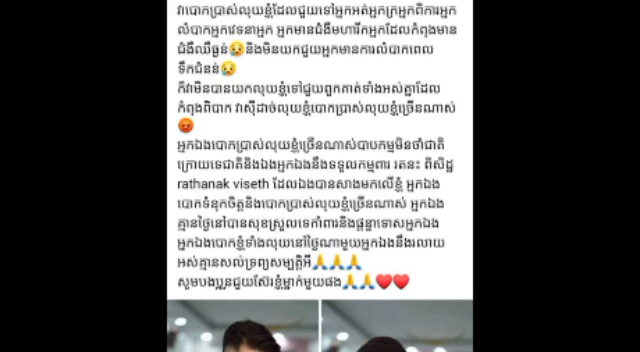 វាបោកប្រាស់លុយខ្ញុំដែលជួយទៅអ្នកអត់អ្នកក្រអ្នកពិការអ្នក
លំបាកអ្នកវេទនាអ្នក អ្នកមានជំងឺមហារីកអ្នកដែលកំពុងមាន
ជំងឺឈឺធ្ងន់😥និងមិនយកជួយអ្នកមានការលំបាកពេល
ទឹកជំនន់😥
ក៏វាមិនបានយកលុយខ្ញុំទៅជួយពួកគាត់ទាំងអស់គ្នាដែល
កំពុងពិបាក វាស៊ីដាច់លុយខ្ញុំបោកប្រាស់លុយខ្ញុំច្រើនណាស់
😡
អ្នកឯងបោកប្រាស់លុយខ្ញុំច្រើនណាស់បាបកម្មមិនចាំជាតិ
ក្រោយទេជាតិនិងឯងអ្នកឯងនឹងទទួលកម្មពារ រតនះ ពិសិដ្ឋ
rathanak viseth ដែលឯងបានសាងមកលើខ្ញុំ អ្នកឯង
បោកទំនុកចិត្តនិងបោកប្រាស់លុយខ្ញុំច្រើនណាស់ អ្នកឯង
គ្មានថ្ងៃនៅបានសុខស្រួលទេកាំពារនិងផ្តន្ទាទោសអ្នកឯង
អ្នកឯងបោកខ្ញុំទាំងលុយនៅថ្ងៃណាមួយអ្នកឯងនឹងរលាយ
អស់គ្មានសល់ទ្រព្យសម្បត្តិអី🙏🙏🙏
សូមបងប្អូនជួយស៊ែរខ្ញុំម្នាក់មួយផង🙏🙏❤️❤️